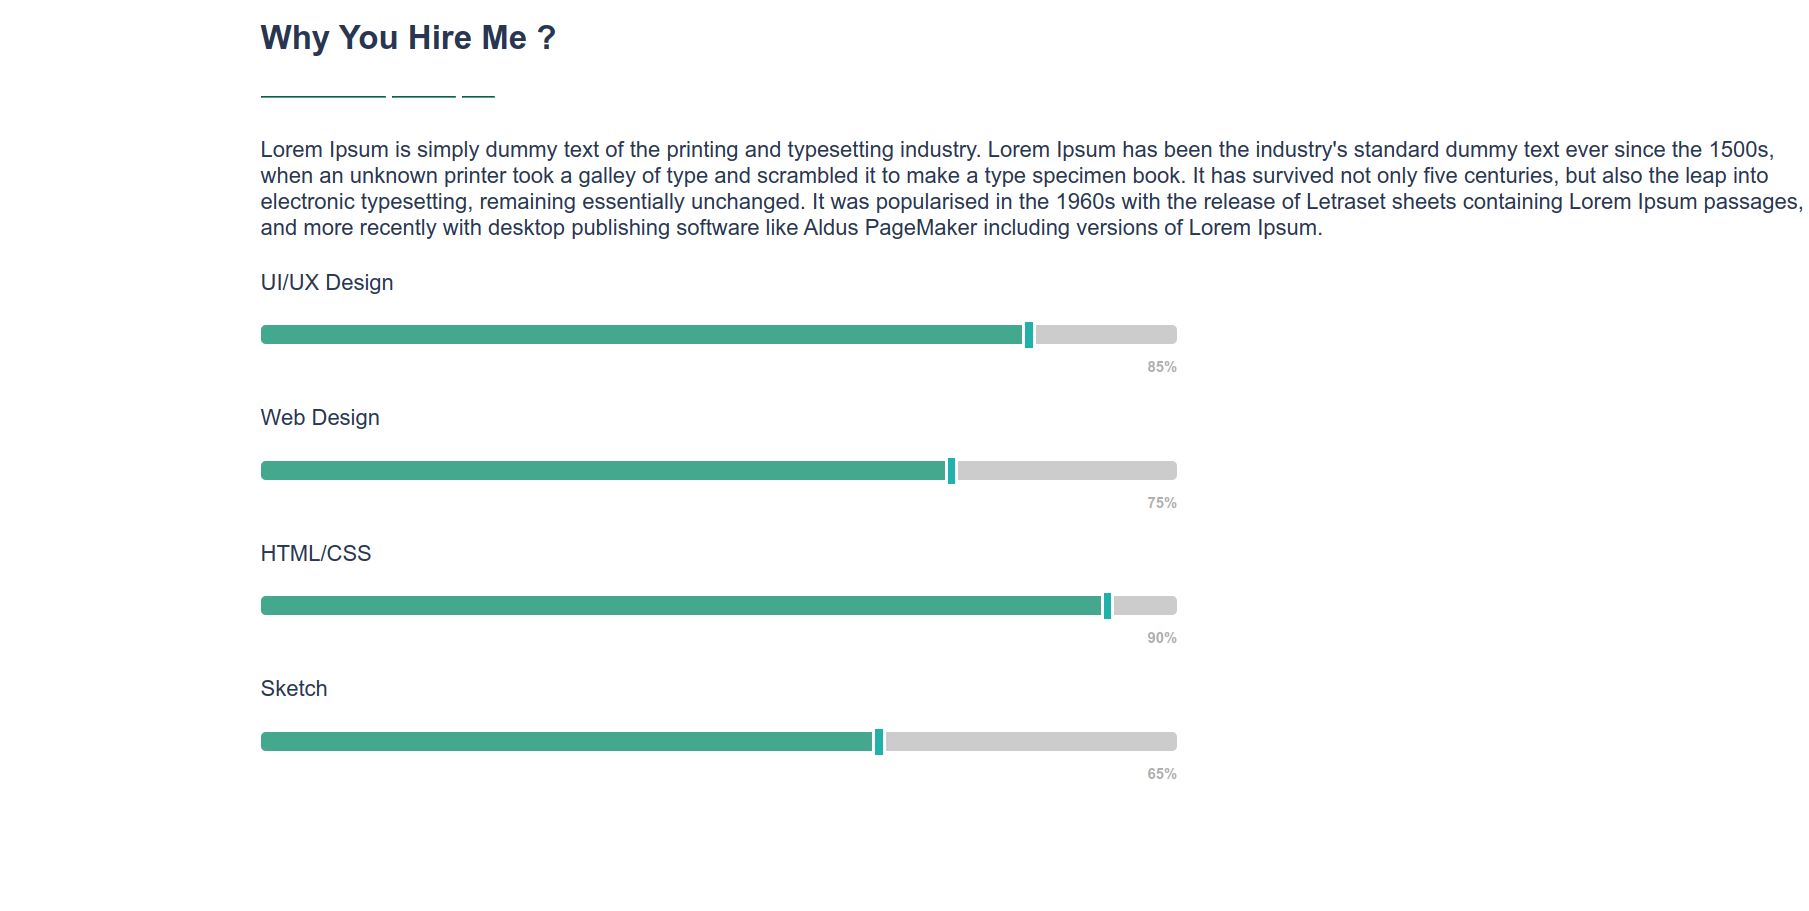 Why You Hire Me ?
Lorem Ipsum is simply dummy text of the printing and typesetting industry. Lorem Ipsum has been the industry's standard dummy text ever since the 1500s,
when an unknown printer took a galley of type and scrambled it to make a type specimen book. It has survived not only five centuries, but also the leap into
electronic typesetting, remaining essentially unchanged. It was popularised in the 1960s with the release of Letraset sheets containing Lorem Ipsum passages,
and more recently with desktop publishing software like Aldus PageMaker including versions of Lorem Ipsum.
UI/UX Design
85%
Web Design
75%
HTML/CSS
90%
Sketch
65%